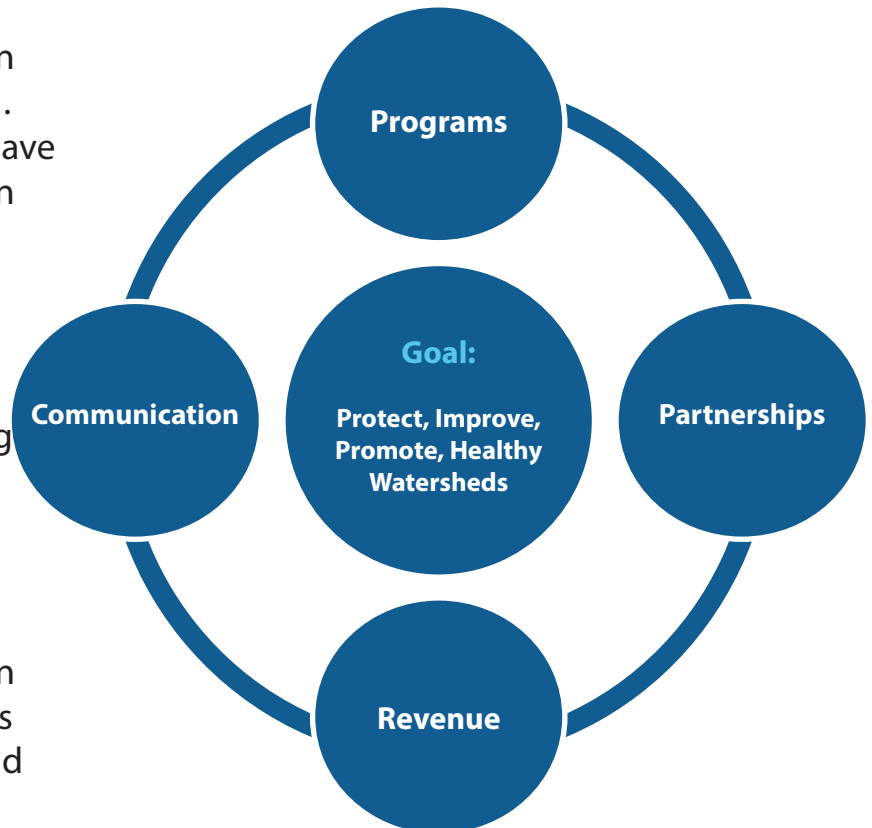 Programs
Communication
Goal:
Protect, Improve,
Promote, Healthy
Watersheds
Partnerships
Revenue
.